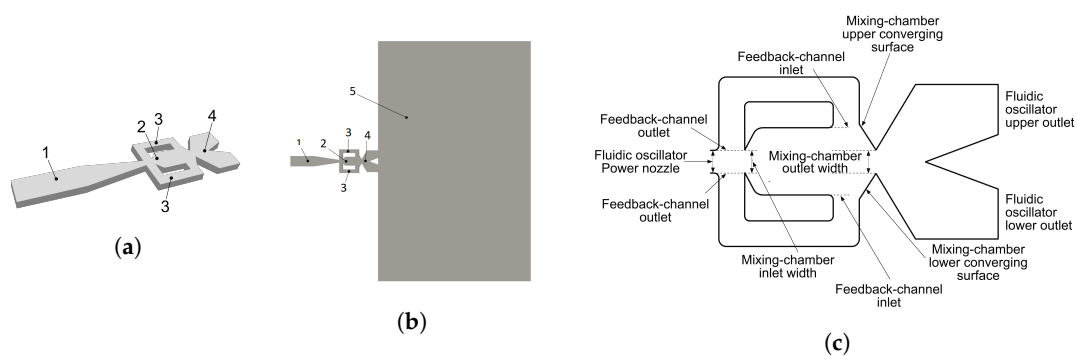 1
2
3
3
4
(a)
1
2
3
3
4
5
(b)
Mixing-chamber
upper converging
surface
Feedback-channel
inlet
Feedback-channel
outlet
Fluidic oscillator
Power nozzle
Feedback-channel
outlet
Mixing-chamber
outlet width
Mixing-chamber
inlet width
Fluidic
oscillator
upper outlet
Fluidic
oscillator
lower outlet
Mixing-chamber
lower converging
surface
Feedback-channel
inlet
(c)